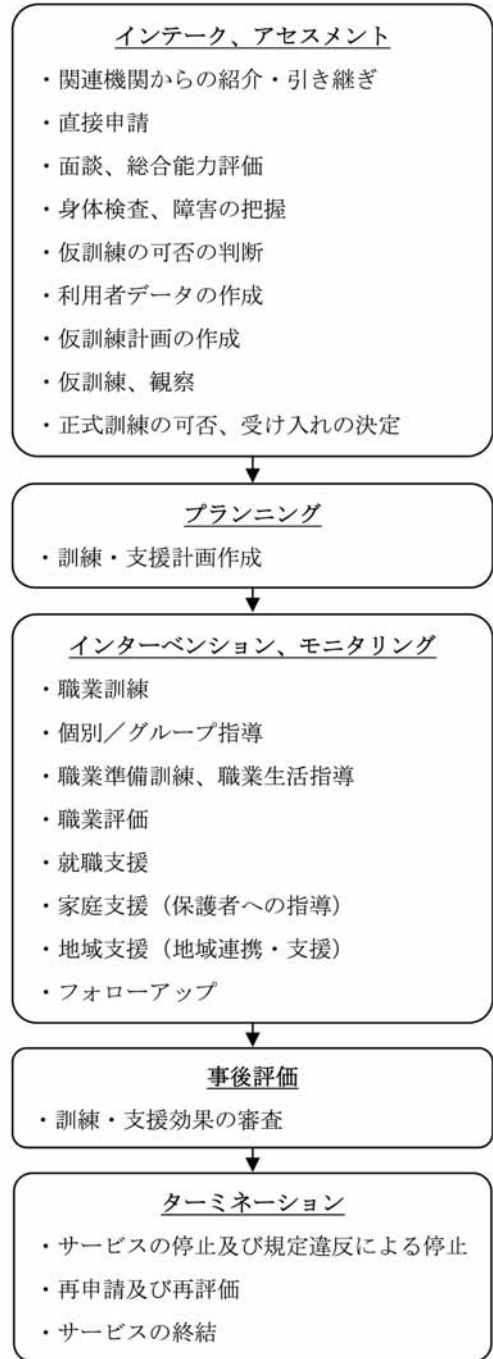 インテーク、アセスメント
・関連機関からの紹介・引き継ぎ
・直接申請
・面談、総合能力評価
・身体検査、障害の把握
・仮訓練の可否の判断
・利用者データの作成
・仮訓練計画の作成
・仮訓練、観察
・正式訓練の可否、受け入れの決定
プランニング
・訓練・支援計画作成
インターベンション、モニタリング
・職業訓練
・個別／グループ指導
・職業準備訓練、職業生活指導
・職業評価
・就職支援
・家庭支援（保護者への指導）
・地域支援（地域連携・支援）
・フォローアップ
事後評価
・訓練・支援効果の審査
ターミネーション
・サービスの停止及び規定違反による停止
・再申請及び再評価
・サービスの終結